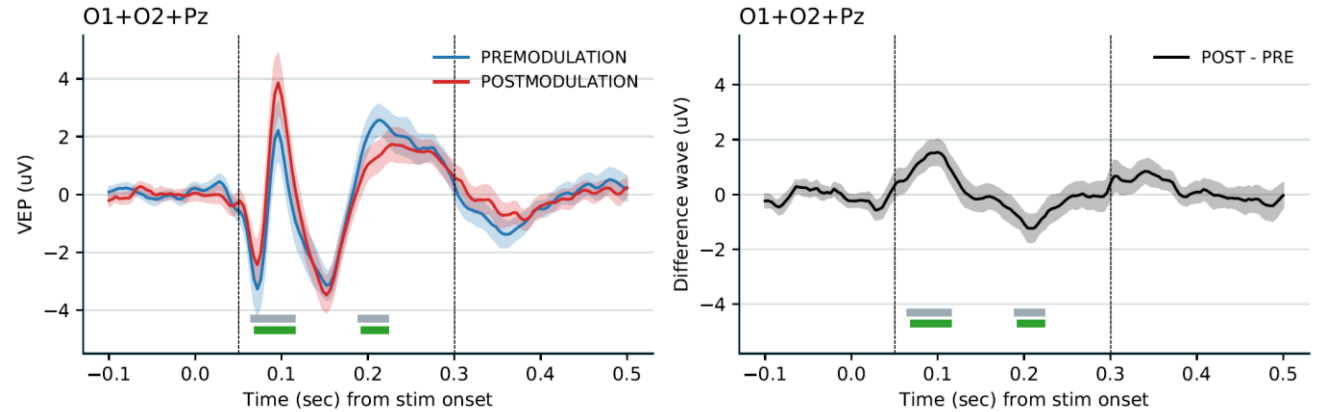 O1+O2+Pz
PREMODULATION
POSTMODULATION
VEP (uV)
4
2
0
−2
−4
−0.1 0.0 0.1 0.2 0.3 0.4 0.5
Time (sec) from stim onset
O1+O2+Pz
POST - PRE
Difference wave (uV)
4
2
0
−2
−4
−0.1 0.0 0.1 0.2 0.3 0.4 0.5
Time (sec) from stim onset